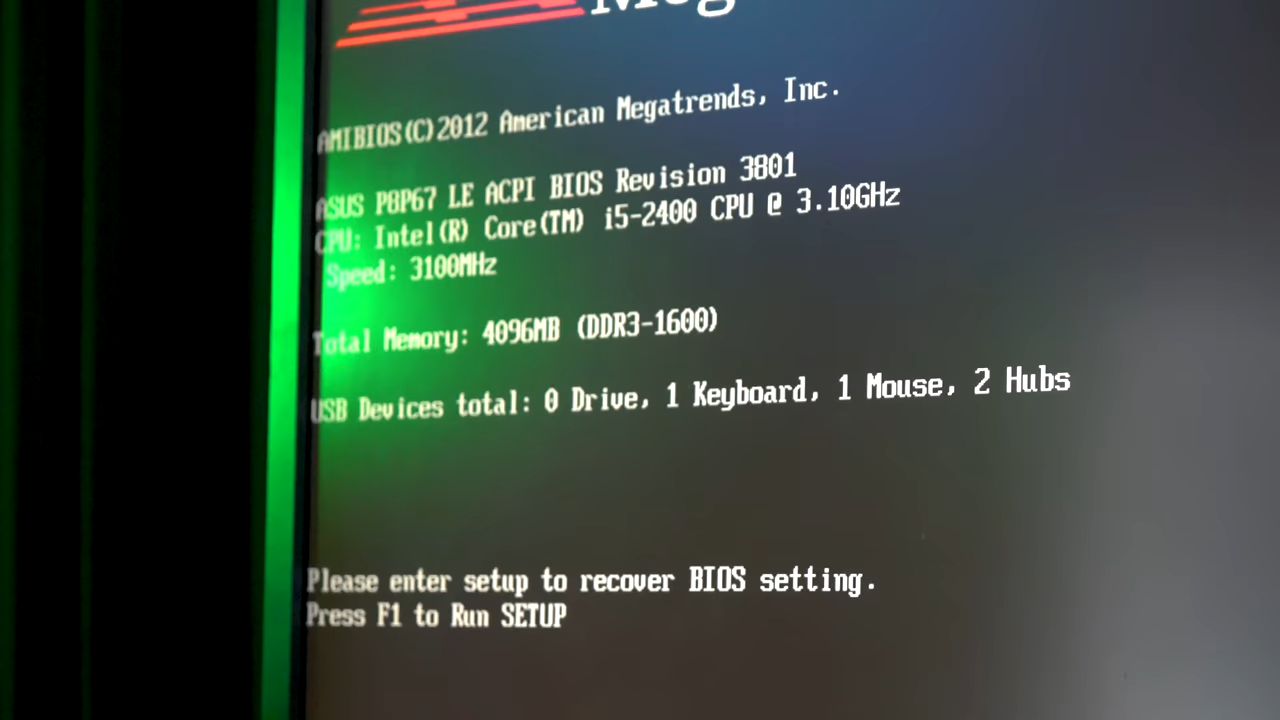 AMIBIOS(C)2012 American Megatrends, Inc.
ASUS P8P67 LE ACPI BIOS Revision 3801
CPU: Intel(R) Core(TM) i5-2400 CPU @ 3.10GHz
Speed: 3100MHz
Total Memory: 4096MB (DDR3-1600)
USB Devices total: 0 Drive, 1 Keyboard, 1 Mouse, 2 Hubs
Please enter setup to recover BIOS setting.
Press F1 to Run SETUP